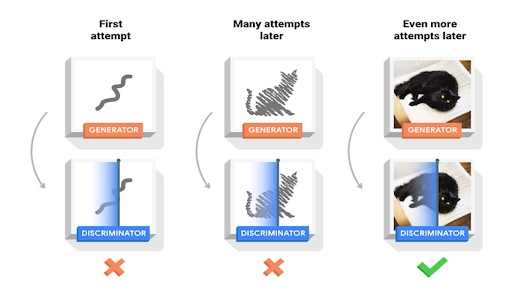 First
attempt
Many attempts
later
Even more
attempts later
GENERATOR
GENERATOR
GENERATOR
DISCRIMINATOR
DISCRIMINATOR
DISCRIMINATOR